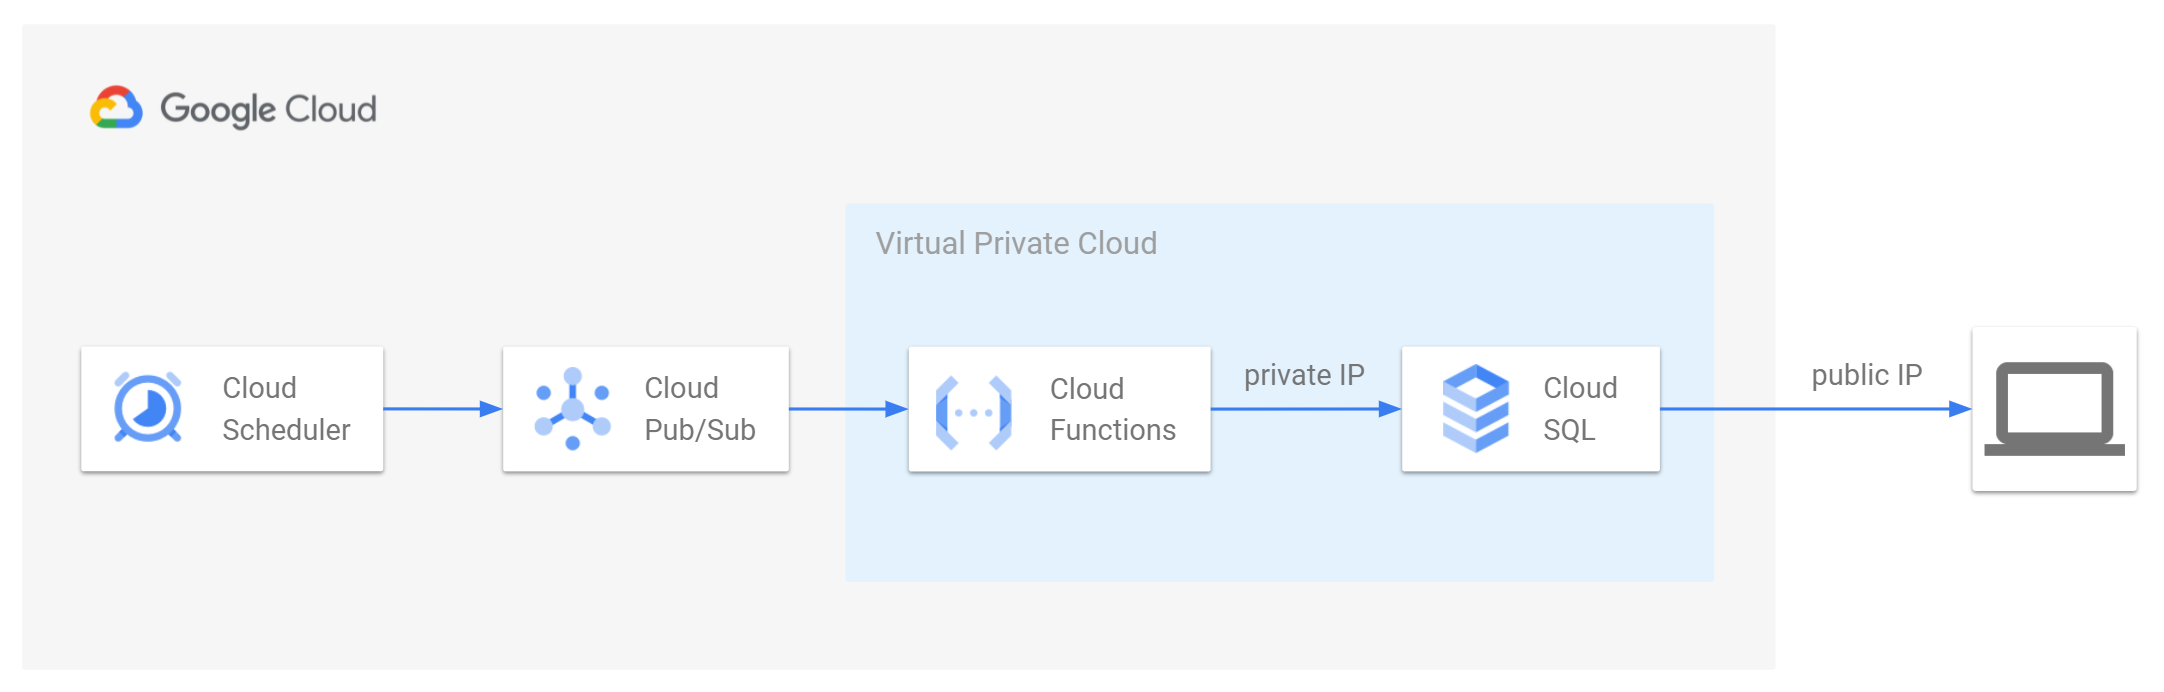 Google Cloud
Virtual Private Cloud
Cloud
Scheduler
Cloud
Pub/Sub
Cloud
Functions
private IP
Cloud
SQL
public IP